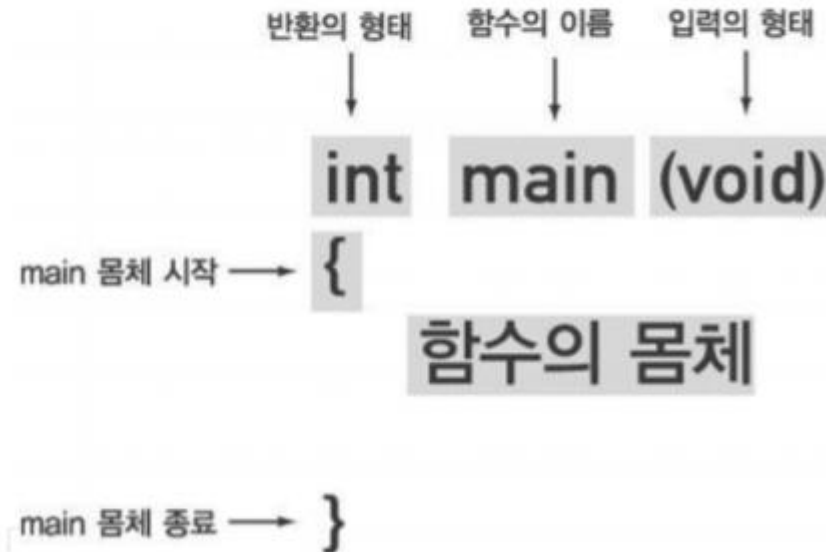 반환의 형태 함수의 이름 입력의 형태
int main (void)
main 몸체 시작 {
함수의 몸체
main 몸체 종료 }